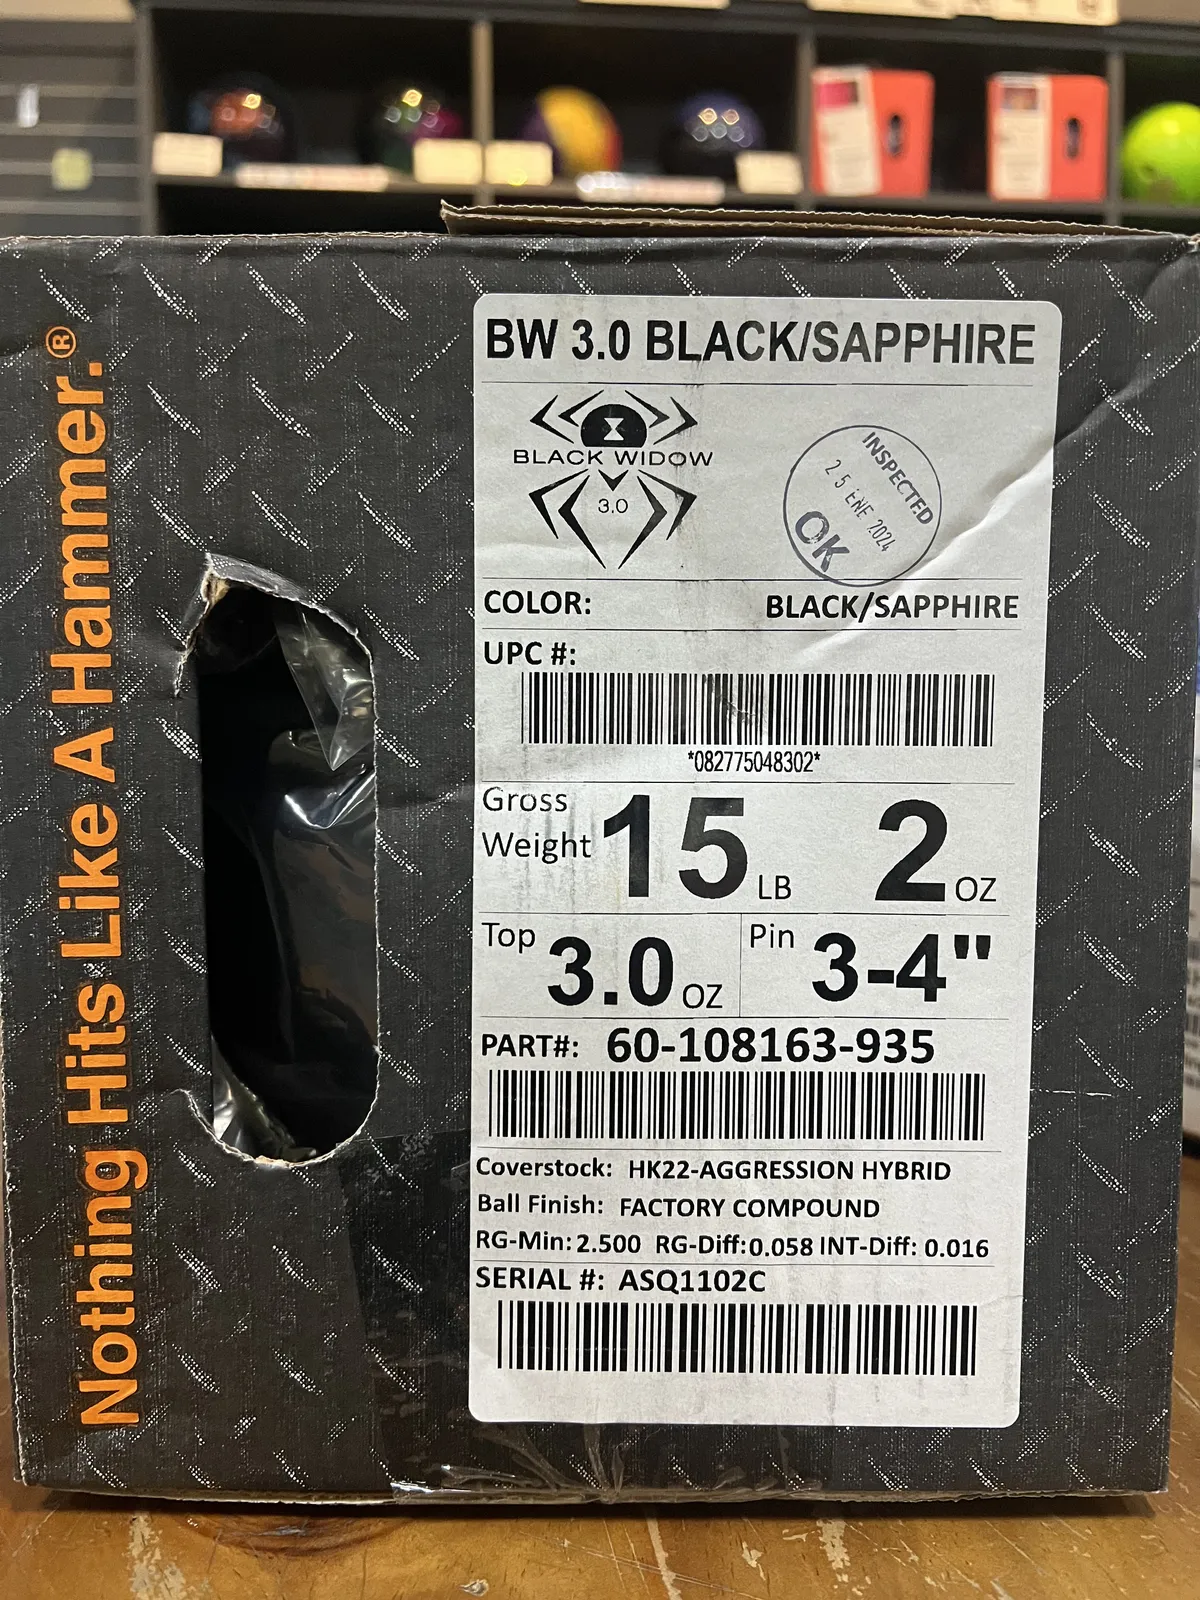 Nothing Hits Like A Hammer.®
BW 3.0 BLACK/SAPPHIRE
BLACK WIDOW
3.0
INSPECTED
25 ENE 2024
OK
COLOR: BLACK/SAPPHIRE
UPC #:
*082775048302*
Gross Weight 15 LB 2 OZ
Top 3.0 OZ Pin 3-4"
PART#: 60-108163-935
Coverstock: HK22-AGGRESSION HYBRID
Ball Finish: FACTORY COMPOUND
RG-Min: 2.500 RG-Diff: 0.058 INT-Diff: 0.016
SERIAL #: ASQ1102C